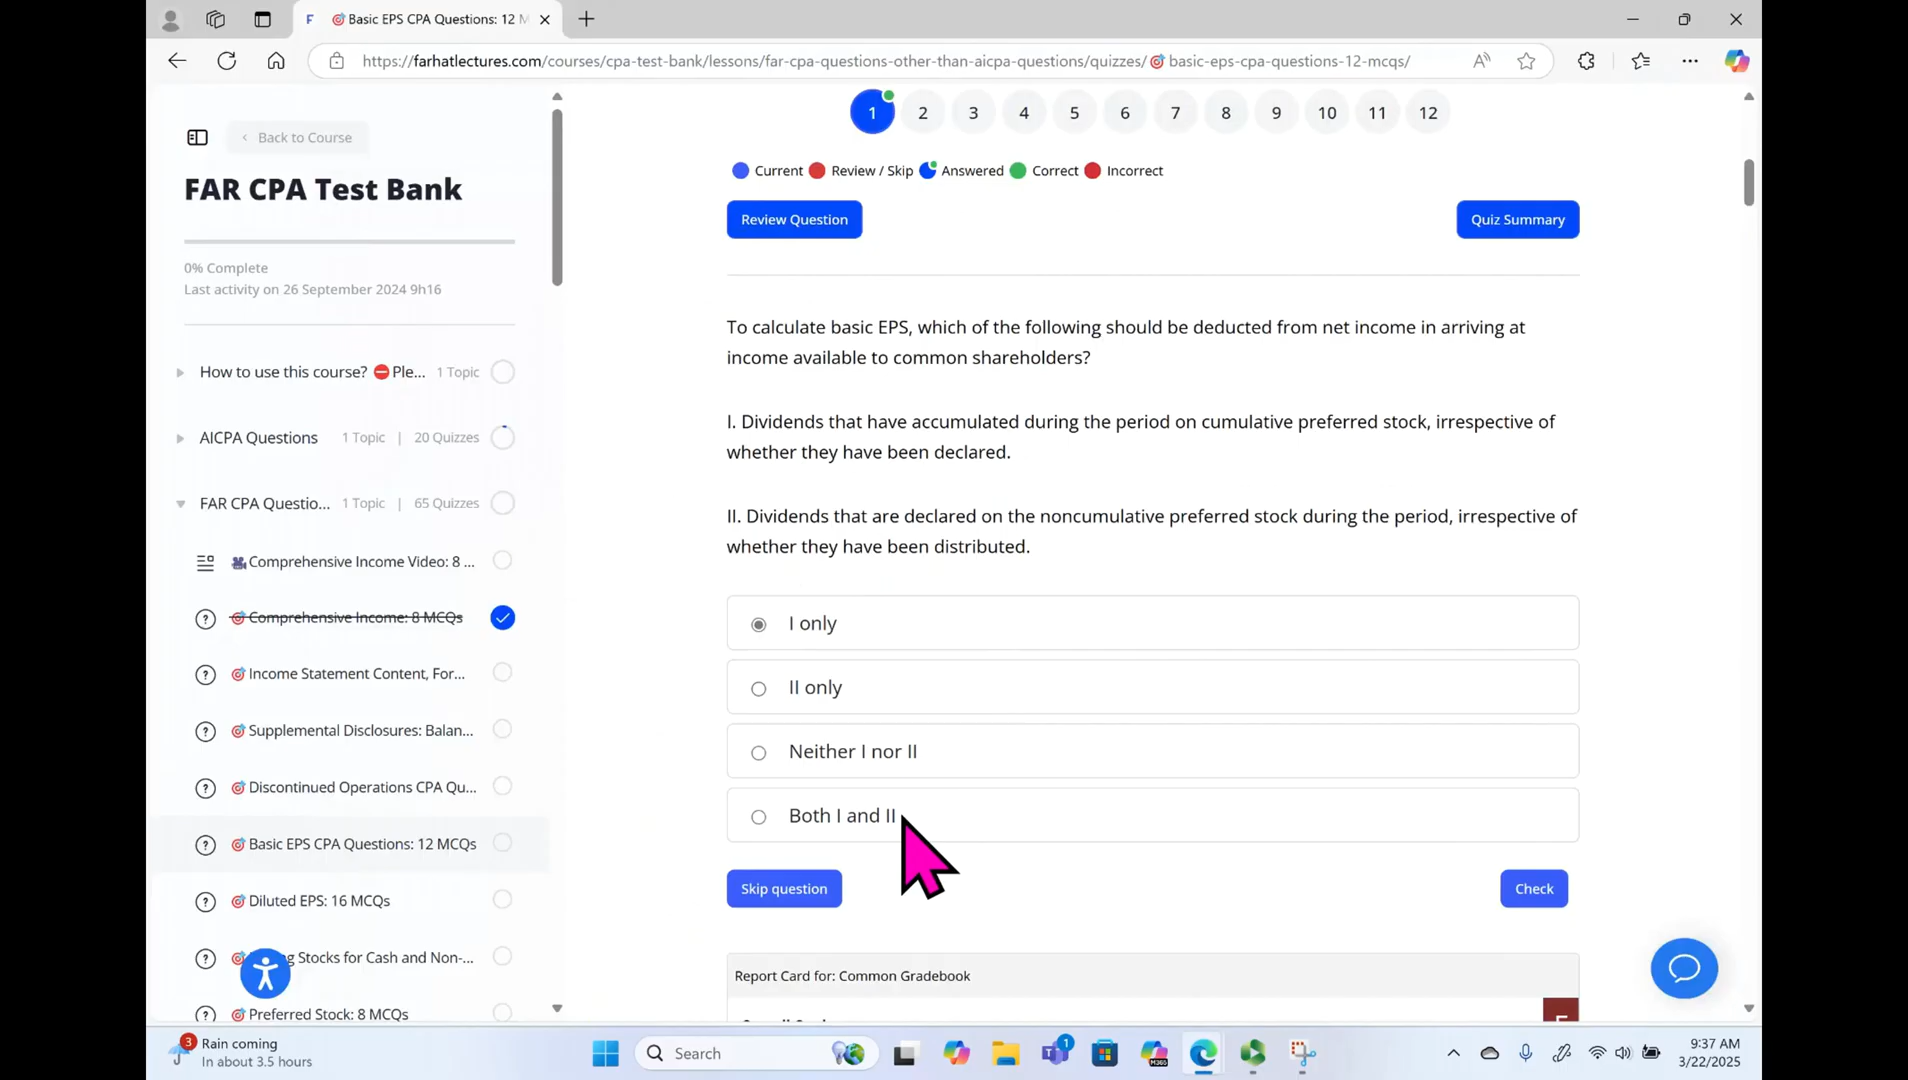 F 🎯 Basic EPS CPA Questions: 12 M
https://farhatlectures.com/courses/cpa-test-bank/lessons/far-cpa-questions-other-than-aicpa-questions/quizzes/🎯basic-eps-cpa-questions-12-mcqs/
1 2 3 4 5 6 7 8 9 10 11 12
Back to Course
Current Review / Skip Answered Correct Incorrect
FAR CPA Test Bank
Review Question Quiz Summary
0% Complete
Last activity on 26 September 2024 9h16
To calculate basic EPS, which of the following should be deducted from net income in arriving at
income available to common shareholders?
How to use this course? ⛔ Ple... 1 Topic
I. Dividends that have accumulated during the period on cumulative preferred stock, irrespective of
whether they have been declared.
AICPA Questions 1 Topic | 20 Quizzes
FAR CPA Questio... 1 Topic | 65 Quizzes
II. Dividends that are declared on the noncumulative preferred stock during the period, irrespective of
whether they have been distributed.
Comprehensive Income Video: 8 ...
Comprehensive Income: 8 MCQs
I only
Income Statement Content, For...
II only
Supplemental Disclosures: Balan...
Neither I nor II
Discontinued Operations CPA Qu...
Both I and II
Basic EPS CPA Questions: 12 MCQs
Skip question Check
Diluted EPS: 16 MCQs
Stocks for Cash and Non-...
Report Card for: Common Gradebook
Preferred Stock: 8 MCQs
3 Rain coming
In about 3.5 hours
Search
1
M365
9:37 AM
3/22/2025